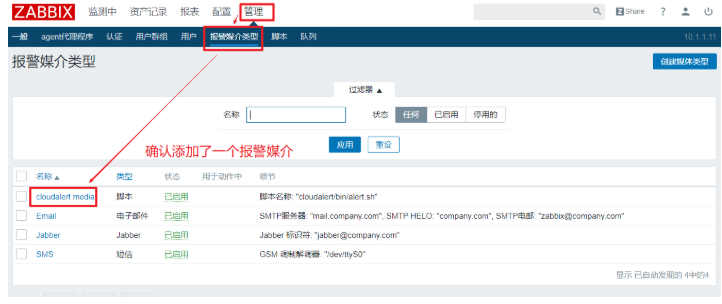 ZABBIX 监测中 资产记录 报表 配置 管理 Z Share ?
一般 agent代理程序 认证 用户群组 用户 报警媒介类型 脚本 队列 10.1.1.11
报警媒介类型 创建媒体类型
过滤器 ▲
名称 状态 任何 已启用 停用的
应用 重设
确认添加了一个报警媒介
名称 ▲ 类型 状态 用于动作中 细节
cloudalert media 脚本 已启用 脚本名称: "cloudalert/bin/alert.sh"
Email 电子邮件 已启用 SMTP服务器: "mail.company.com", SMTP HELO: "company.com", SMTP电邮: "zabbix@company.com"
Jabber Jabber 已启用 Jabber 标识符: "jabber@company.com"
SMS 短信 已启用 GSM 调制解调器: "/dev/ttyS0"
显示 已自动发现的 4中的4